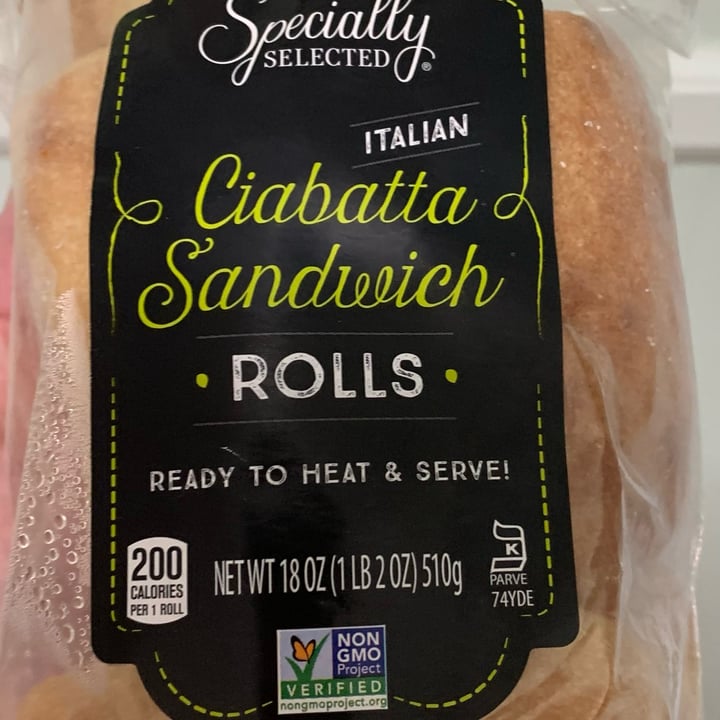 Specially
SELECTED®
ITALIAN
Ciabatta
Sandwich
• ROLLS •
READY TO HEAT & SERVE!
200
CALORIES
PER 1 ROLL
NET WT 18 OZ (1 LB 2 OZ) 510g
K
PARVE
74YDE
NON
GMO
Project
VERIFIED
nongmoproject.org